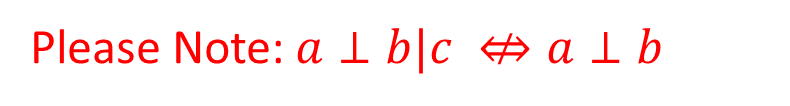 Please Note: a ⊥ b|c ⇎ a ⊥ b